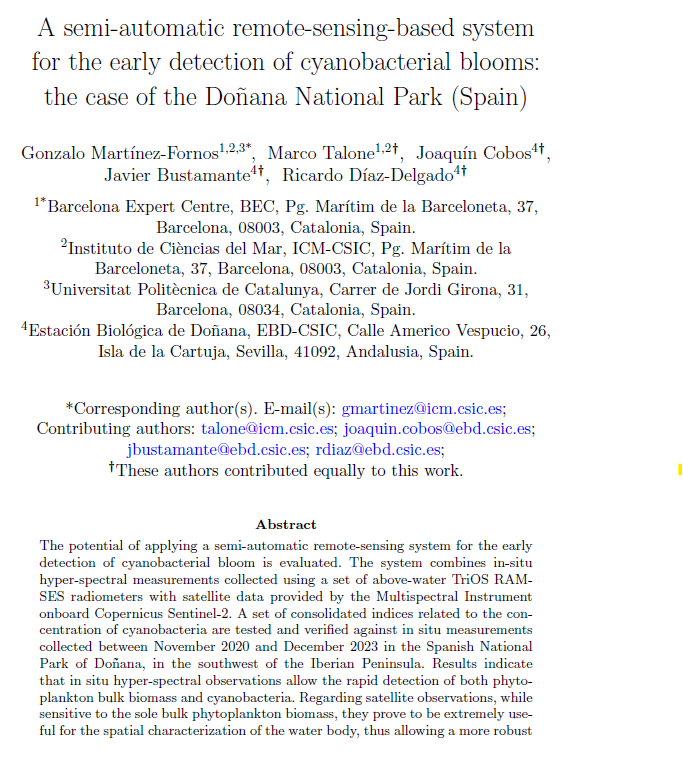 A semi-automatic remote-sensing-based system
for the early detection of cyanobacterial blooms:
the case of the Doñana National Park (Spain)
Gonzalo Martínez-Fornos1,2,3*, Marco Talone1,2†, Joaquín Cobos4†,
Javier Bustamante4†, Ricardo Díaz-Delgado4†
1*Barcelona Expert Centre, BEC, Pg. Marítim de la Barceloneta, 37,
Barcelona, 08003, Catalonia, Spain.
2Instituto de Ciències del Mar, ICM-CSIC, Pg. Marítim de la
Barceloneta, 37, Barcelona, 08003, Catalonia, Spain.
3Universitat Politècnica de Catalunya, Carrer de Jordi Girona, 31,
Barcelona, 08034, Catalonia, Spain.
4Estación Biológica de Doñana, EBD-CSIC, Calle Americo Vespucio, 26,
Isla de la Cartuja, Sevilla, 41092, Andalusia, Spain.
*Corresponding author(s). E-mail(s): gmartinez@icm.csic.es;
Contributing authors: talone@icm.csic.es; joaquin.cobos@ebd.csic.es;
jbustamante@ebd.csic.es; rdiaz@ebd.csic.es;
†These authors contributed equally to this work.
Abstract
The potential of applying a semi-automatic remote-sensing system for the early
detection of cyanobacterial bloom is evaluated. The system combines in-situ
hyper-spectral measurements collected using a set of above-water TriOS RAM-
SES radiometers with satellite data provided by the Multispectral Instrument
onboard Copernicus Sentinel-2. A set of consolidated indices related to the con-
centration of cyanobacteria are tested and verified against in situ measurements
collected between November 2020 and December 2023 in the Spanish National
Park of Doñana, in the southwest of the Iberian Peninsula. Results indicate
that in situ hyper-spectral observations allow the rapid detection of both phyto-
plankton bulk biomass and cyanobacteria. Regarding satellite observations, while
sensitive to the sole bulk phytoplankton biomass, they prove to be extremely use-
ful for the spatial characterization of the water body, thus allowing a more robust